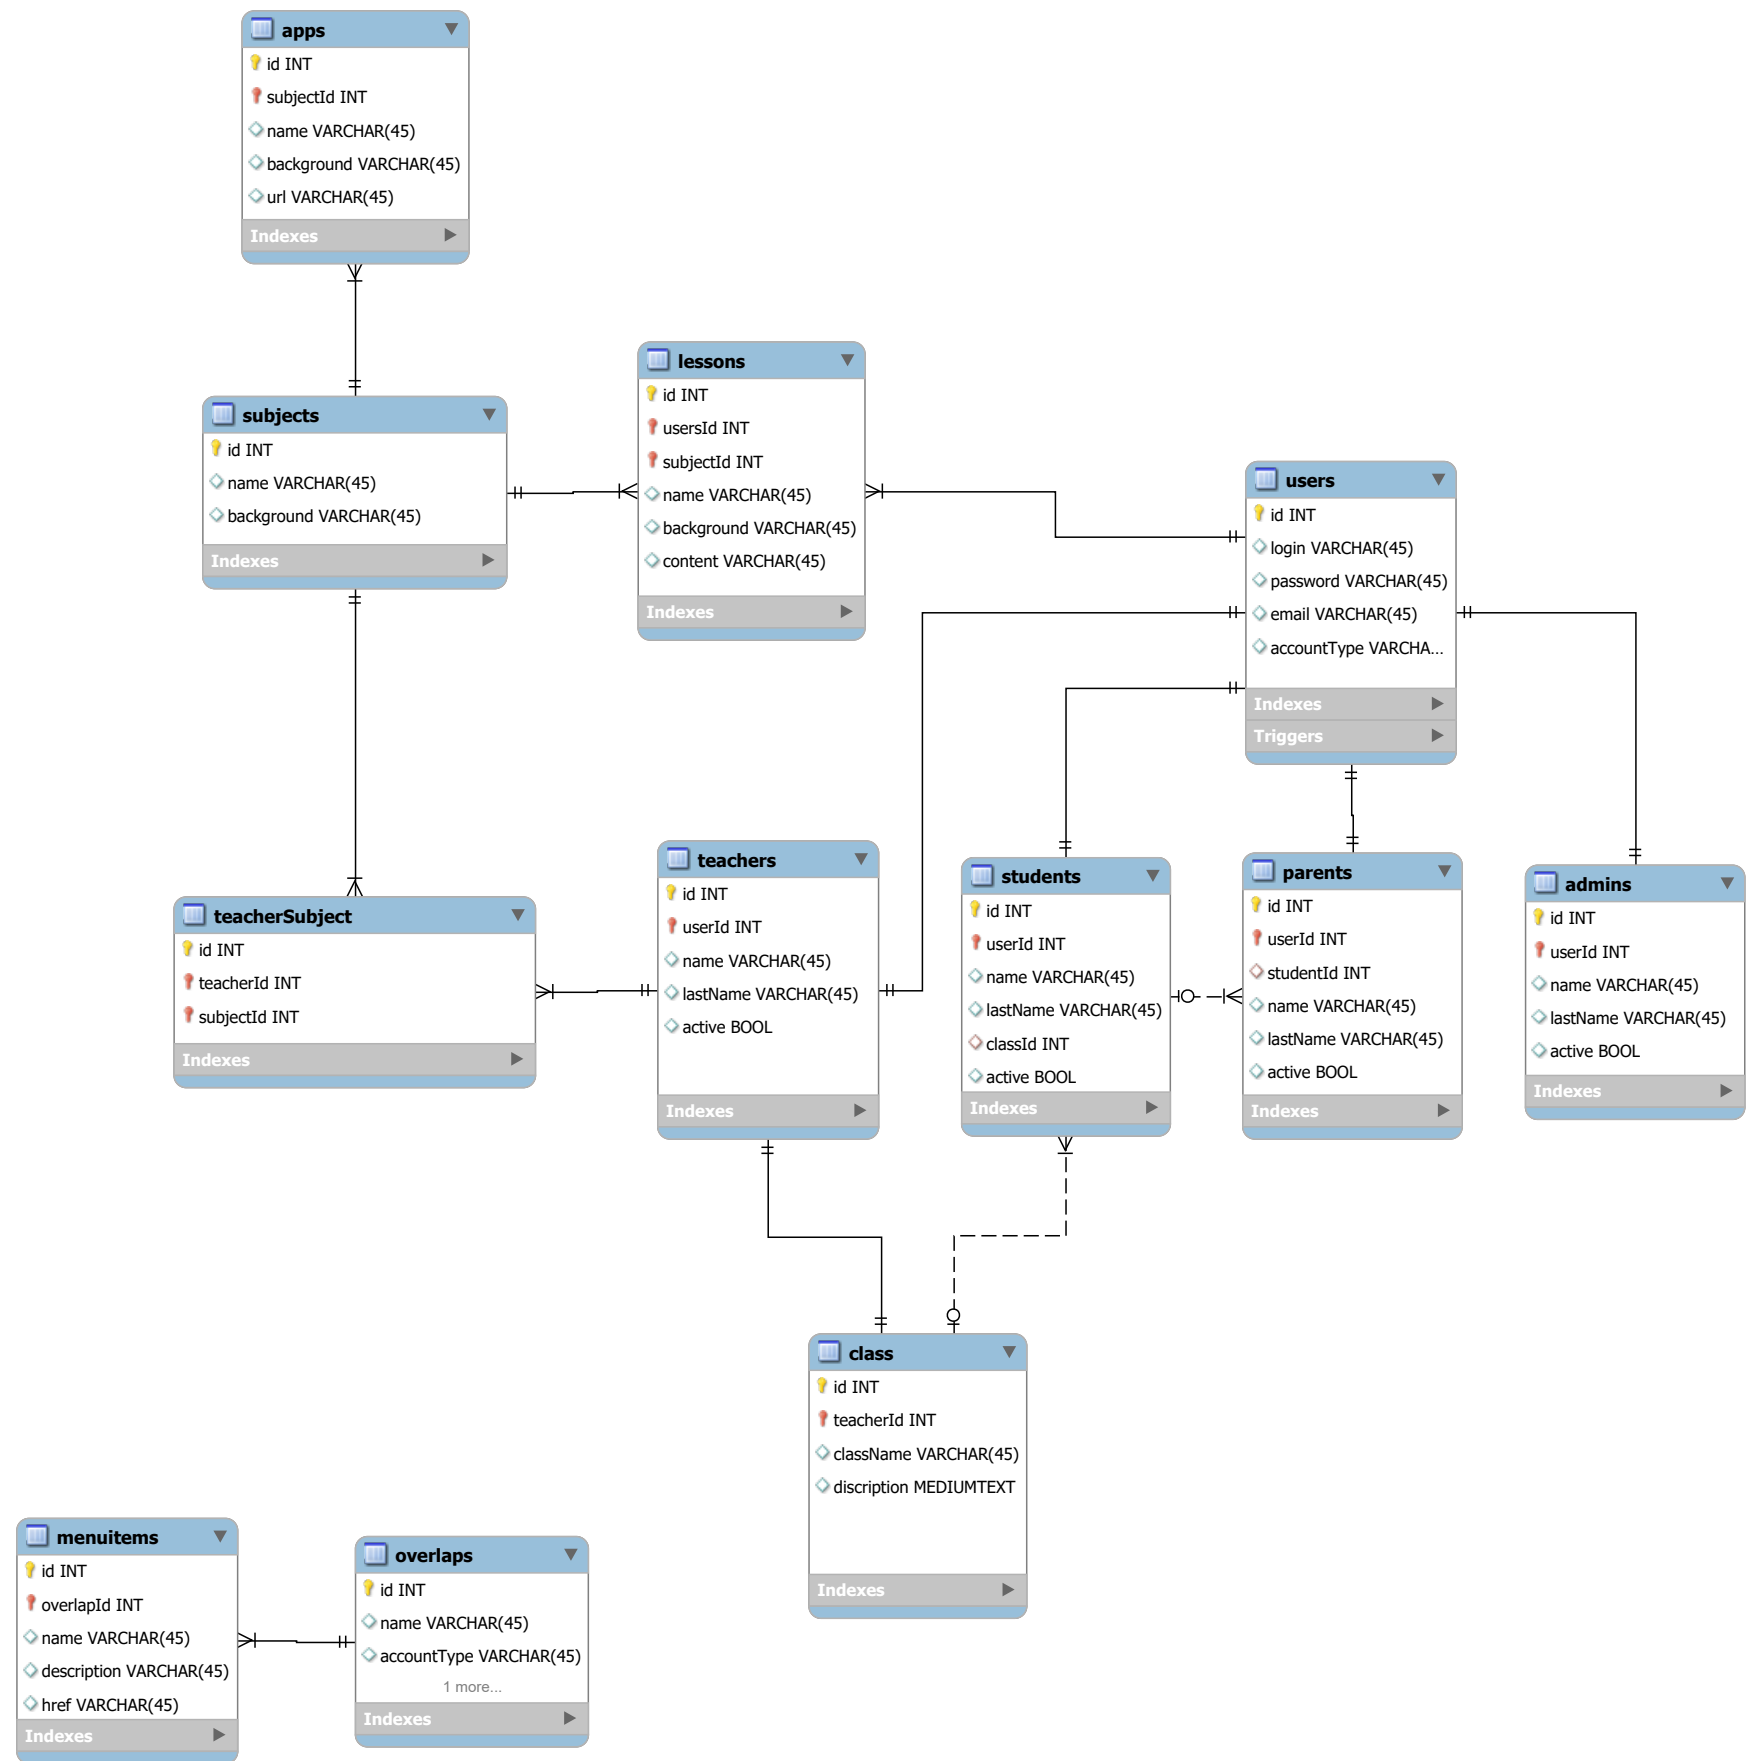 apps
id INT
subjectId INT
name VARCHAR(45)
background VARCHAR(45)
url VARCHAR(45)
Indexes
lessons
id INT
usersId INT
subjectId INT
name VARCHAR(45)
background VARCHAR(45)
content VARCHAR(45)
Indexes
subjects
id INT
name VARCHAR(45)
background VARCHAR(45)
Indexes
users
id INT
login VARCHAR(45)
password VARCHAR(45)
email VARCHAR(45)
accountType VARCHA...
Indexes
Triggers
teacherSubject
id INT
teacherId INT
subjectId INT
Indexes
teachers
id INT
userId INT
name VARCHAR(45)
lastName VARCHAR(45)
active BOOL
Indexes
students
id INT
userId INT
name VARCHAR(45)
lastName VARCHAR(45)
classId INT
active BOOL
Indexes
parents
id INT
userId INT
studentId INT
name VARCHAR(45)
lastName VARCHAR(45)
active BOOL
Indexes
admins
id INT
userId INT
name VARCHAR(45)
lastName VARCHAR(45)
active BOOL
Indexes
class
id INT
teacherId INT
className VARCHAR(45)
discription MEDIUMTEXT
Indexes
menuitems
id INT
overlapId INT
name VARCHAR(45)
description VARCHAR(45)
href VARCHAR(45)
Indexes
overlaps
id INT
name VARCHAR(45)
accountType VARCHAR(45)
1 more...
Indexes